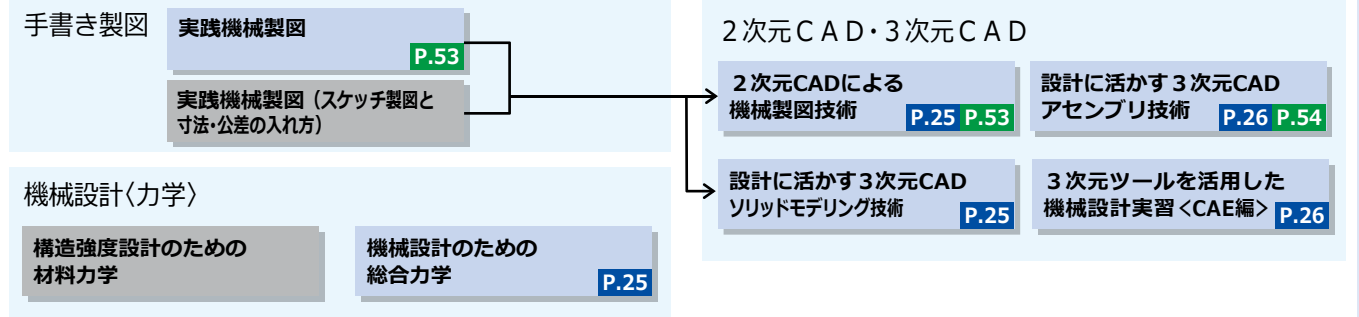 手書き製図
実践機械製図
P.53
実践機械製図（スケッチ製図と
寸法・公差の入れ方）
機械設計〈力学〉
構造強度設計のための
材料力学
機械設計のための
総合力学
P.25
２次元ＣＡＤ・３次元ＣＡＤ
２次元CADによる
機械製図技術
P.25 P.53
設計に活かす３次元CAD
アセンブリ技術
P.26 P.54
設計に活かす3次元CAD
ソリッドモデリング技術
P.25
３次元ツールを活用した
機械設計実習＜CAE編＞
P.26